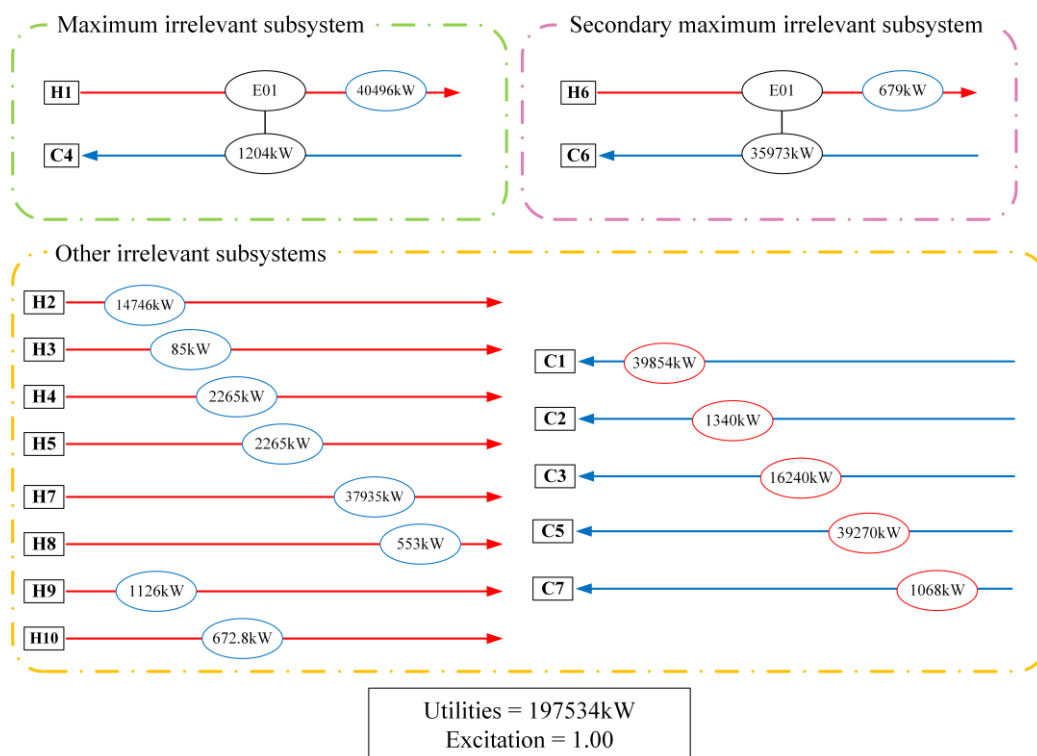 Maximum irrelevant subsystem
H1
E01
40496kW
C4
1204kW
Secondary maximum irrelevant subsystem
H6
E01
679kW
C6
35973kW
Other irrelevant subsystems
H2
14746kW
H3
85kW
H4
2265kW
H5
2265kW
H7
37935kW
H8
553kW
H9
1126kW
H10
672.8kW
C1
39854kW
C2
1340kW
C3
16240kW
C5
39270kW
C7
1068kW
Utilities = 197534kW
Excitation = 1.00